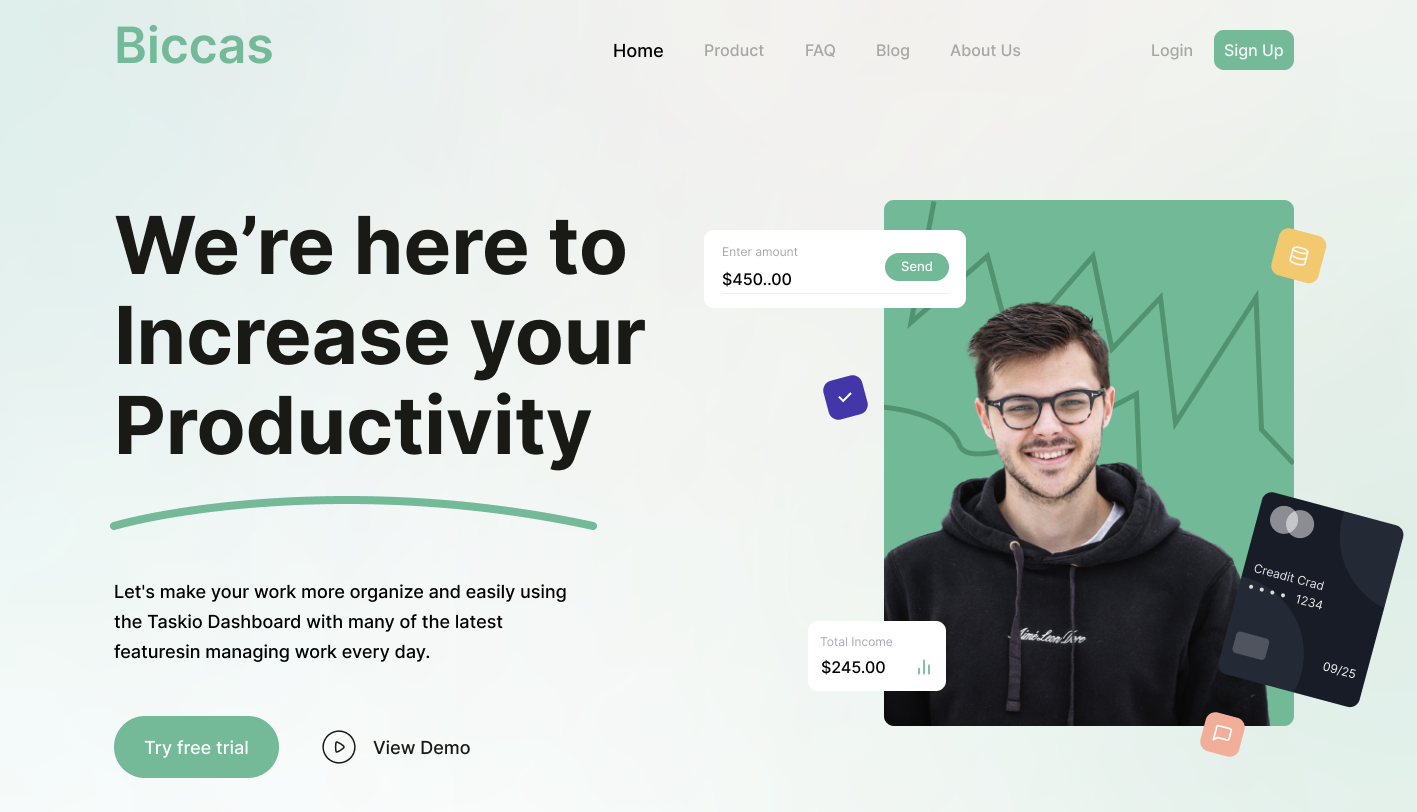 Biccas
Home Product FAQ Blog About Us Login Sign Up
We’re here to
Increase your
Productivity
Let's make your work more organize and easily using
the Taskio Dashboard with many of the latest
featuresin managing work every day.
Try free trial
View Demo
Enter amount
$450..00
Send
Creadit Crad
•••• 1234
09/25
Aimé Leon Dore
Total Income
$245.00